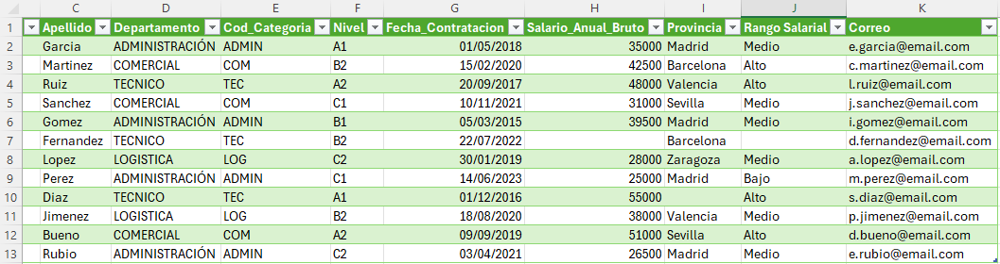 C D E F G H I J K
1 Apellido Departamento Cod_Categoria Nivel Fecha_Contratacion Salario_Anual_Bruto Provincia Rango Salarial Correo
2 Garcia ADMINISTRACIÓN ADMIN A1 01/05/2018 35000 Madrid Medio e.garcia@email.com
3 Martinez COMERCIAL COM B2 15/02/2020 42500 Barcelona Alto c.martinez@email.com
4 Ruiz TECNICO TEC A2 20/09/2017 48000 Valencia Alto l.ruiz@email.com
5 Sanchez COMERCIAL COM C1 10/11/2021 31000 Sevilla Medio j.sanchez@email.com
6 Gomez ADMINISTRACIÓN ADMIN B1 05/03/2015 39500 Madrid Medio i.gomez@email.com
7 Fernandez TECNICO TEC B2 22/07/2022 Barcelona d.fernandez@email.com
8 Lopez LOGISTICA LOG C2 30/01/2019 28000 Zaragoza Medio a.lopez@email.com
9 Perez ADMINISTRACIÓN ADMIN C1 14/06/2023 25000 Madrid Bajo m.perez@email.com
10 Diaz TECNICO TEC A1 01/12/2016 55000 Alto s.diaz@email.com
11 Jimenez LOGISTICA LOG B2 18/08/2020 38000 Valencia Medio p.jimenez@email.com
12 Bueno COMERCIAL COM A2 09/09/2019 51000 Sevilla Alto d.bueno@email.com
13 Rubio ADMINISTRACIÓN ADMIN C2 03/04/2021 26500 Madrid Medio e.rubio@email.com